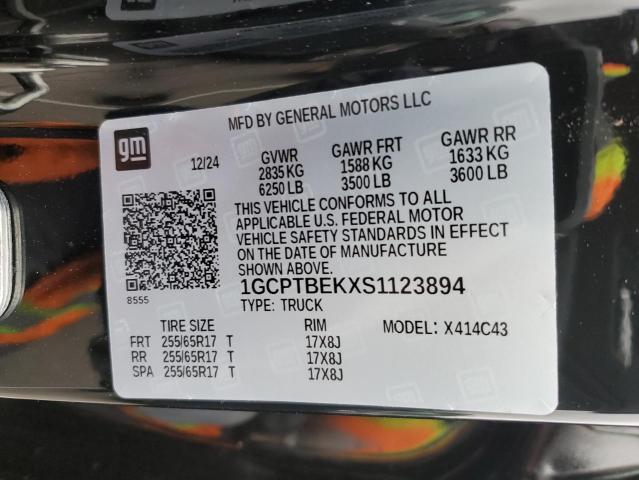 MFD BY GENERAL MOTORS LLC
gm
12/24
GVWR GAWR FRT GAWR RR
2835 KG 1588 KG 1633 KG
6250 LB 3500 LB 3600 LB
THIS VEHICLE CONFORMS TO ALL
APPLICABLE U.S. FEDERAL MOTOR
VEHICLE SAFETY STANDARDS IN EFFECT
ON THE DATE OF MANUFACTURE
SHOWN ABOVE.
8555
1GCPTBEKXS1123894
TYPE: TRUCK
TIRE SIZE RIM MODEL: X414C43
FRT 255/65R17 T 17X8J
RR 255/65R17 T 17X8J
SPA 255/65R17 T 17X8J